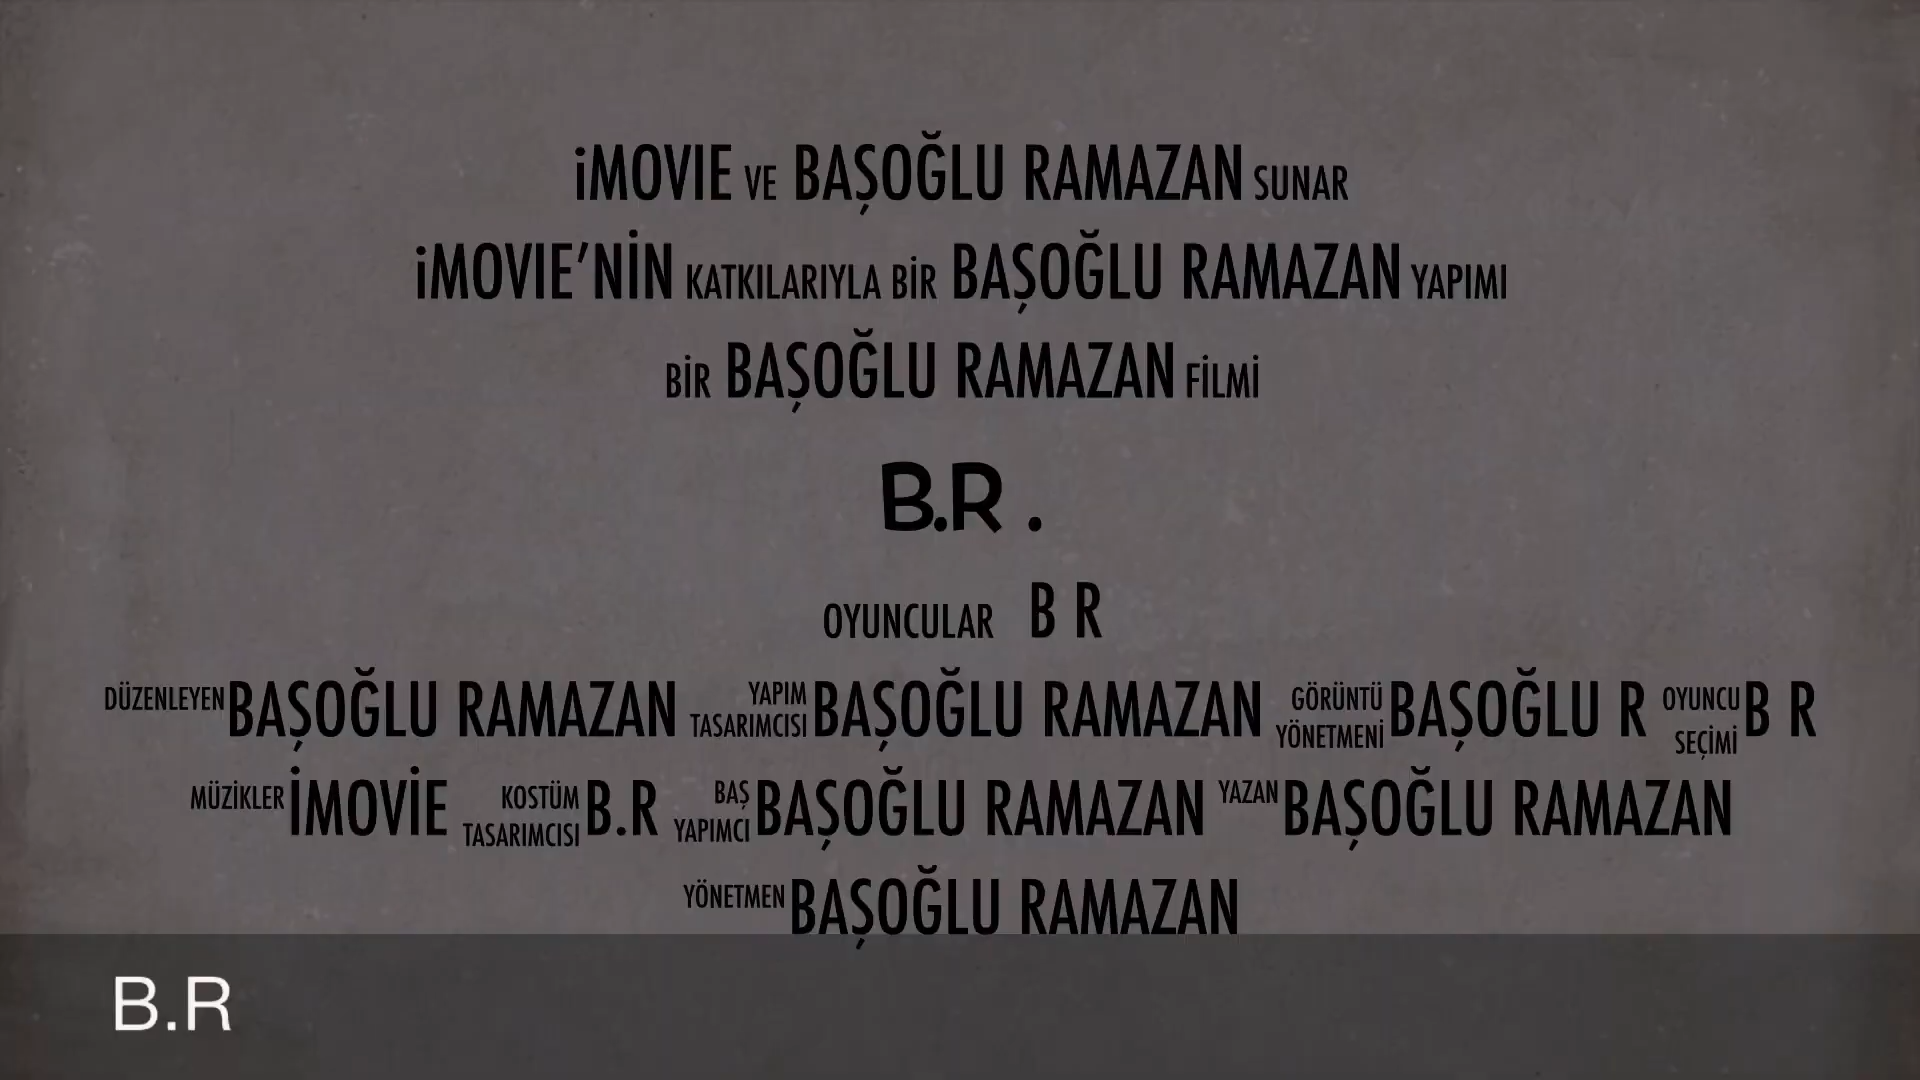 iMOVIE VE BAŞOĞLU RAMAZAN SUNAR
iMOVIE’NİN KATKILARIYLA BİR BAŞOĞLU RAMAZAN YAPIMI
BİR BAŞOĞLU RAMAZAN FİLMİ
B.R .
OYUNCULAR B R
DÜZENLEYEN BAŞOĞLU RAMAZAN YAPIM TASARIMCISI BAŞOĞLU RAMAZAN GÖRÜNTÜ YÖNETMENİ BAŞOĞLU R OYUNCU SEÇİMİ B R
MÜZİKLER İMOVİE KOSTÜM TASARIMCISI B.R BAŞ YAPIMCI BAŞOĞLU RAMAZAN YAZAN BAŞOĞLU RAMAZAN
YÖNETMEN BAŞOĞLU RAMAZAN
B.R